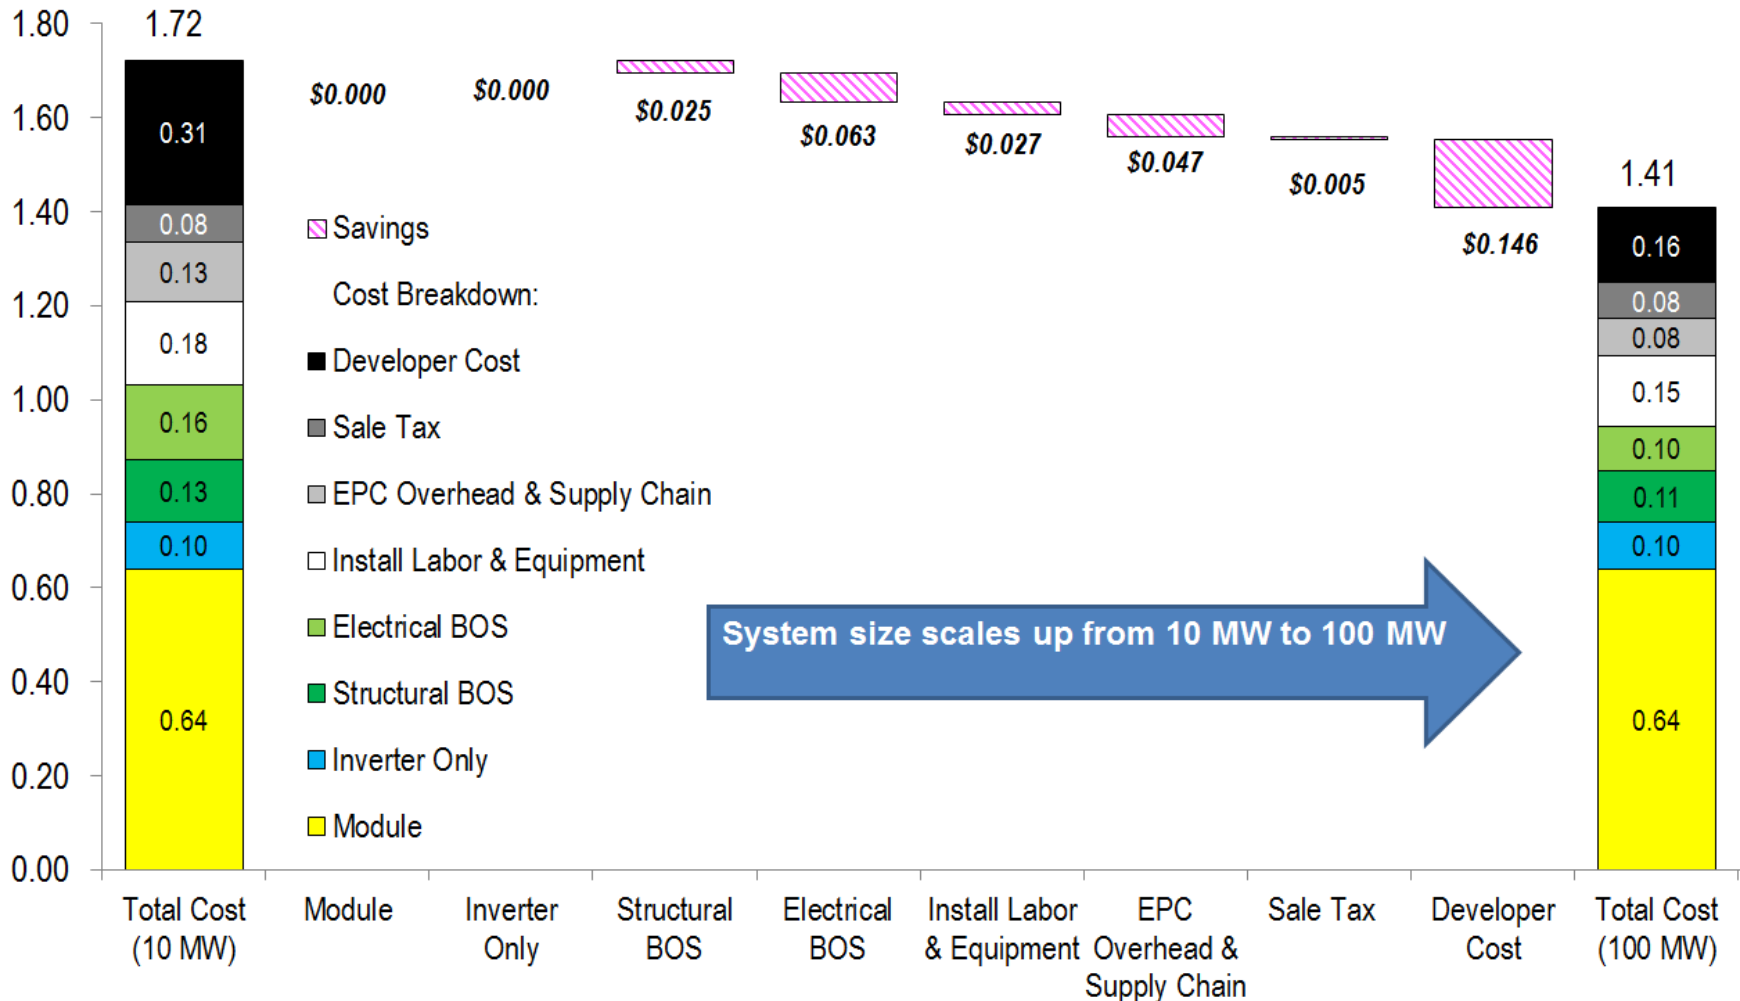 1.80
1.60
1.40
1.20
1.00
0.80
0.60
0.40
0.20
0.00
1.72
0.31
0.08
0.13
0.18
0.16
0.13
0.10
0.64
$0.000
$0.000
$0.025
$0.063
$0.027
$0.047
$0.005
$0.146
Savings
Cost Breakdown:
Developer Cost
Sale Tax
EPC Overhead & Supply Chain
Install Labor & Equipment
Electrical BOS
Structural BOS
Inverter Only
Module
System size scales up from 10 MW to 100 MW
1.41
0.16
0.08
0.08
0.15
0.10
0.11
0.10
0.64
Total Cost
(10 MW)
Module
Inverter
Only
Structural
BOS
Electrical
BOS
Install Labor
& Equipment
EPC
Overhead &
Supply Chain
Sale Tax
Developer
Cost
Total Cost
(100 MW)